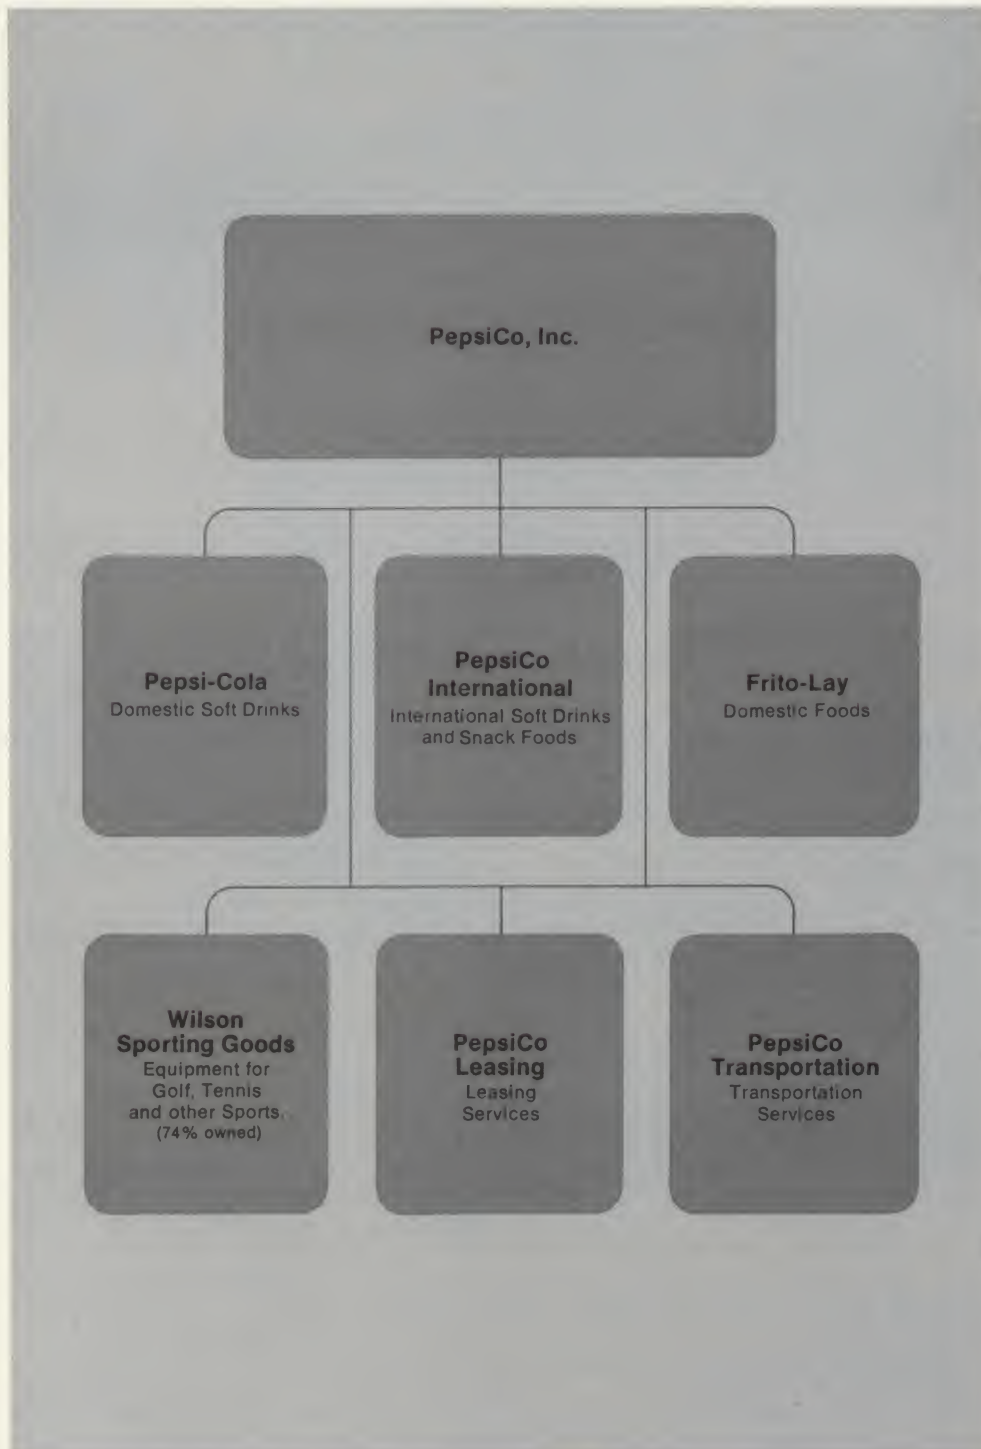 PepsiCo, Inc.
Pepsi-Cola
Domestic Soft Drinks
PepsiCo
International
International Soft Drinks
and Snack Foods
Frito-Lay
Domestic Foods
Wilson
Sporting Goods
Equipment for
Golf, Tennis
and other Sports.
(74% owned)
PepsiCo
Leasing
Leasing
Services
PepsiCo
Transportation
Transportation
Services